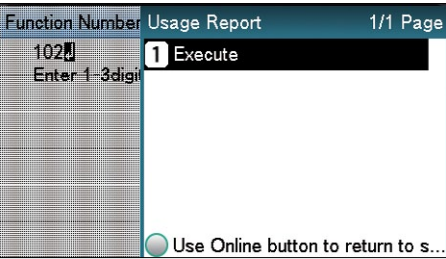 Function Number
102
Enter 1-3digi
Usage Report 1/1 Page
1 Execute
Use Online button to return to s...